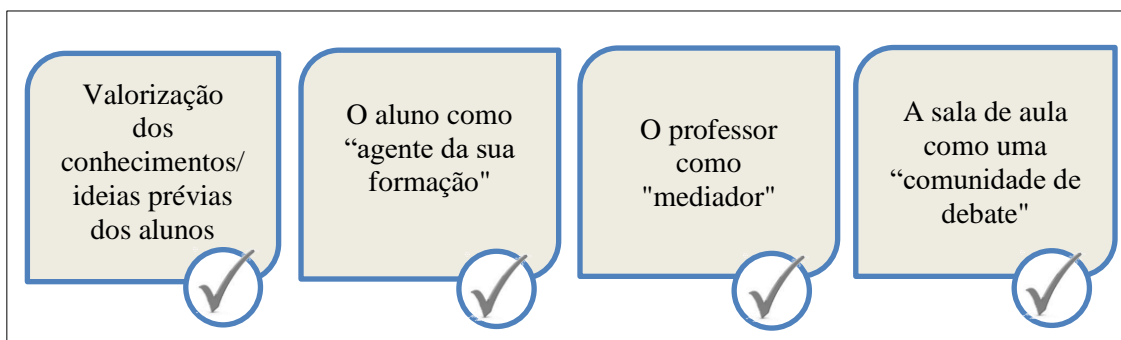 Valorização
dos
conhecimentos/
ideias prévias
dos alunos
O aluno como
“agente da sua
formação"
O professor
como
"mediador"
A sala de aula
como uma
“comunidade de
debate"